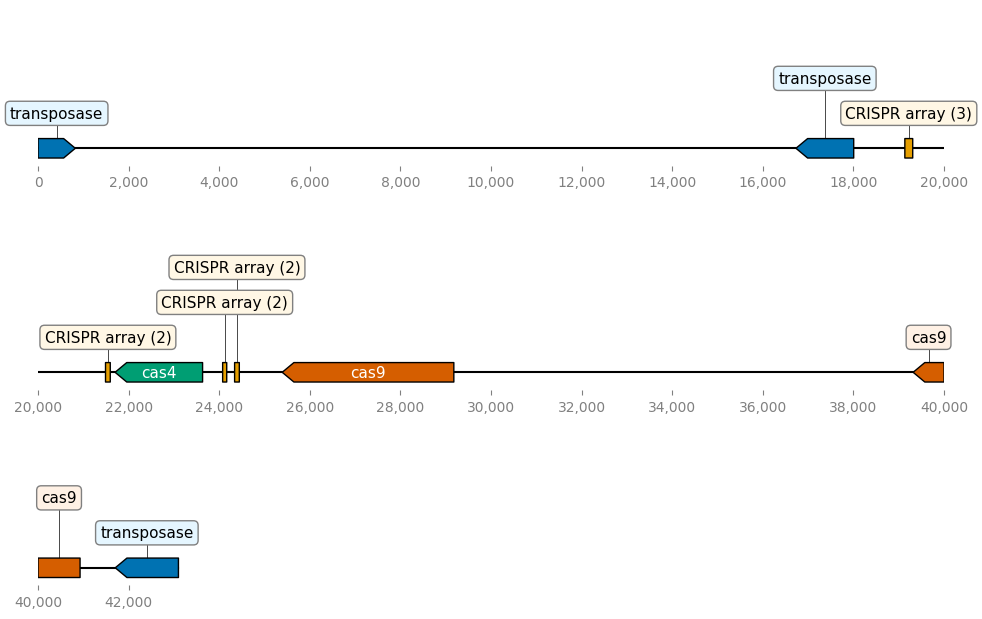 transposase
transposase
CRISPR array (3)
0 2,000 4,000 6,000 8,000 10,000 12,000 14,000 16,000 18,000 20,000
CRISPR array (2)
CRISPR array (2)
CRISPR array (2)
cas9
cas4
cas9
20,000 22,000 24,000 26,000 28,000 30,000 32,000 34,000 36,000 38,000 40,000
cas9
transposase
40,000 42,000